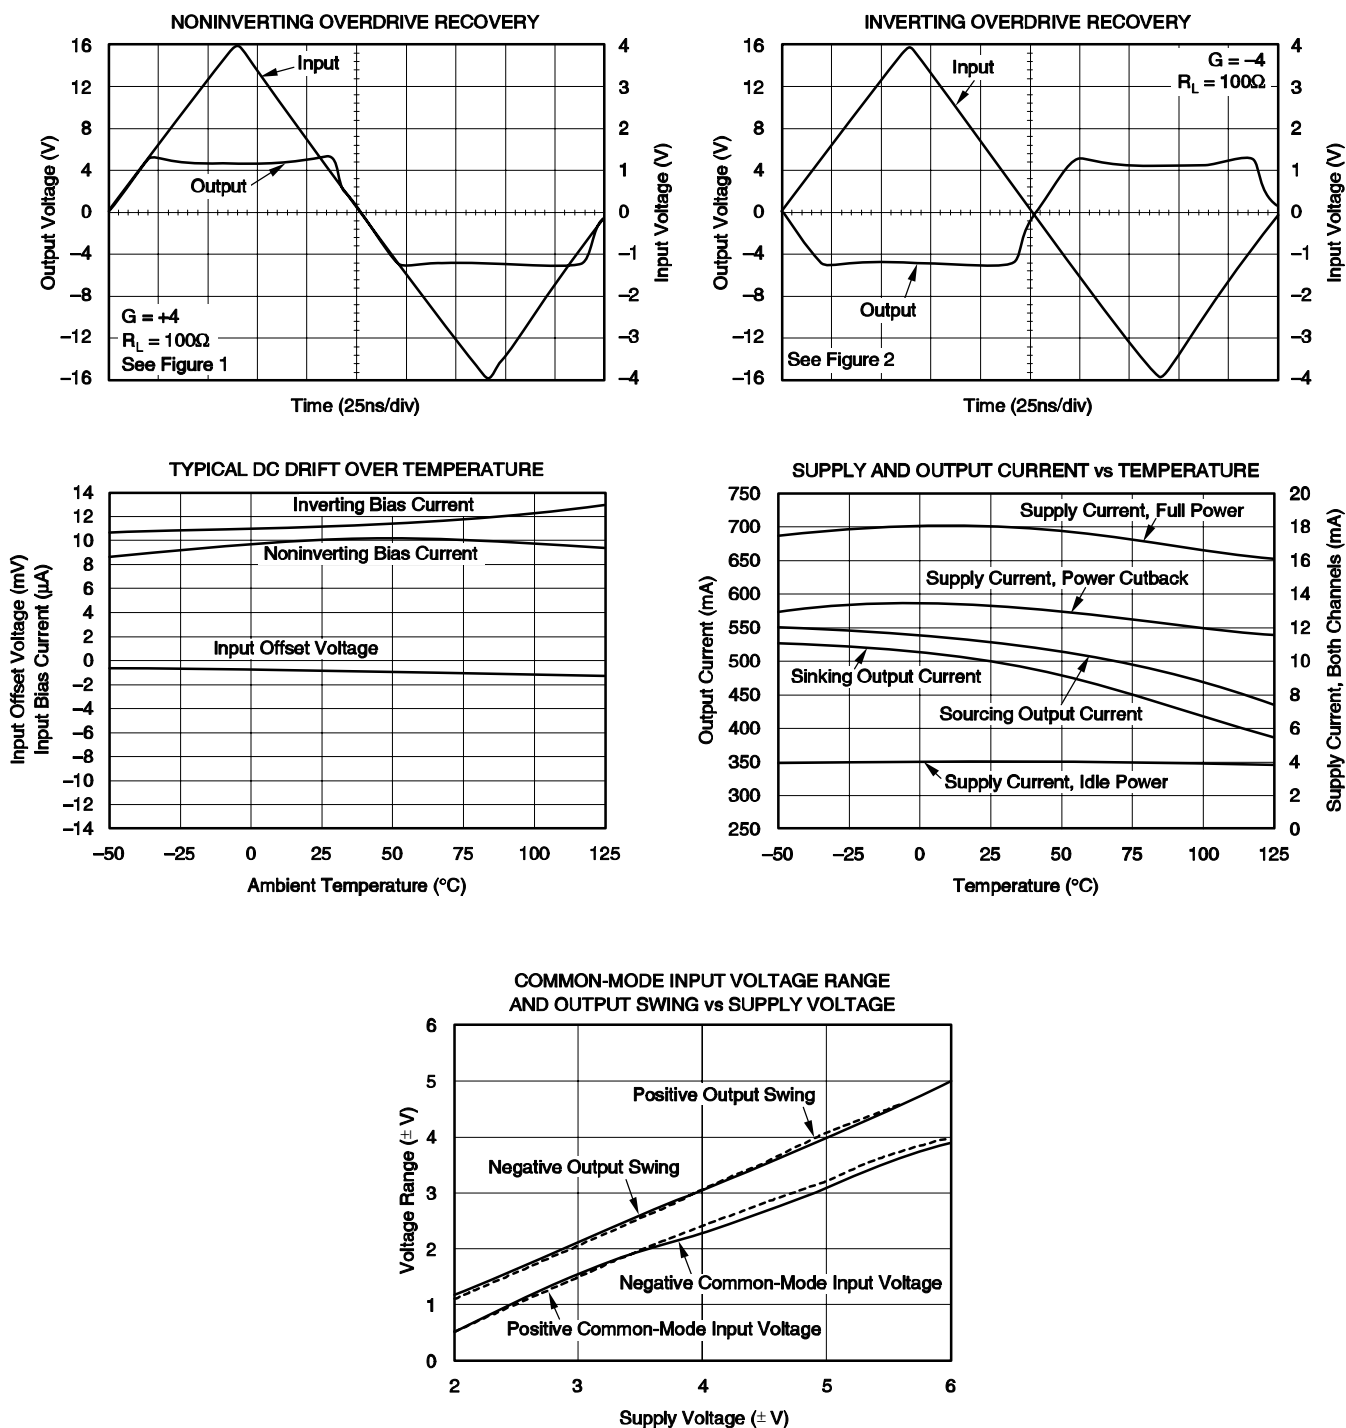 NONINVERTING OVERDRIVE RECOVERY
16
12
8
4
0
–4
–8
–12
–16
Output Voltage (V)
4
3
2
1
0
–1
–2
–3
–4
Input Voltage (V)
Input
Output
G = +4
RL = 100Ω
See Figure 1
Time (25ns/div)
INVERTING OVERDRIVE RECOVERY
16
12
8
4
0
–4
–8
–12
–16
Output Voltage (V)
4
3
2
1
0
–1
–2
–3
–4
Input Voltage (V)
G = –4
RL = 100Ω
Input
Output
See Figure 2
Time (25ns/div)
TYPICAL DC DRIFT OVER TEMPERATURE
14
12
10
8
6
4
2
0
–2
–4
–6
–8
–10
–12
–14
Input Offset Voltage (mV)
Input Bias Current (µA)
Inverting Bias Current
Noninverting Bias Current
Input Offset Voltage
–50 –25 0 25 50 75 100 125
Ambient Temperature (°C)
SUPPLY AND OUTPUT CURRENT vs TEMPERATURE
750
700
650
600
550
500
450
400
350
300
250
Output Current (mA)
20
18
16
14
12
10
8
6
4
2
0
Supply Current, Both Channels (mA)
Supply Current, Full Power
Supply Current, Power Cutback
Sinking Output Current
Sourcing Output Current
Supply Current, Idle Power
–50 –25 0 25 50 75 100 125
Temperature (°C)
COMMON-MODE INPUT VOLTAGE RANGE
AND OUTPUT SWING vs SUPPLY VOLTAGE
6
5
4
3
2
1
0
Voltage Range (± V)
Positive Output Swing
Negative Output Swing
Negative Common-Mode Input Voltage
Positive Common-Mode Input Voltage
2 3 4 5 6
Supply Voltage (± V)